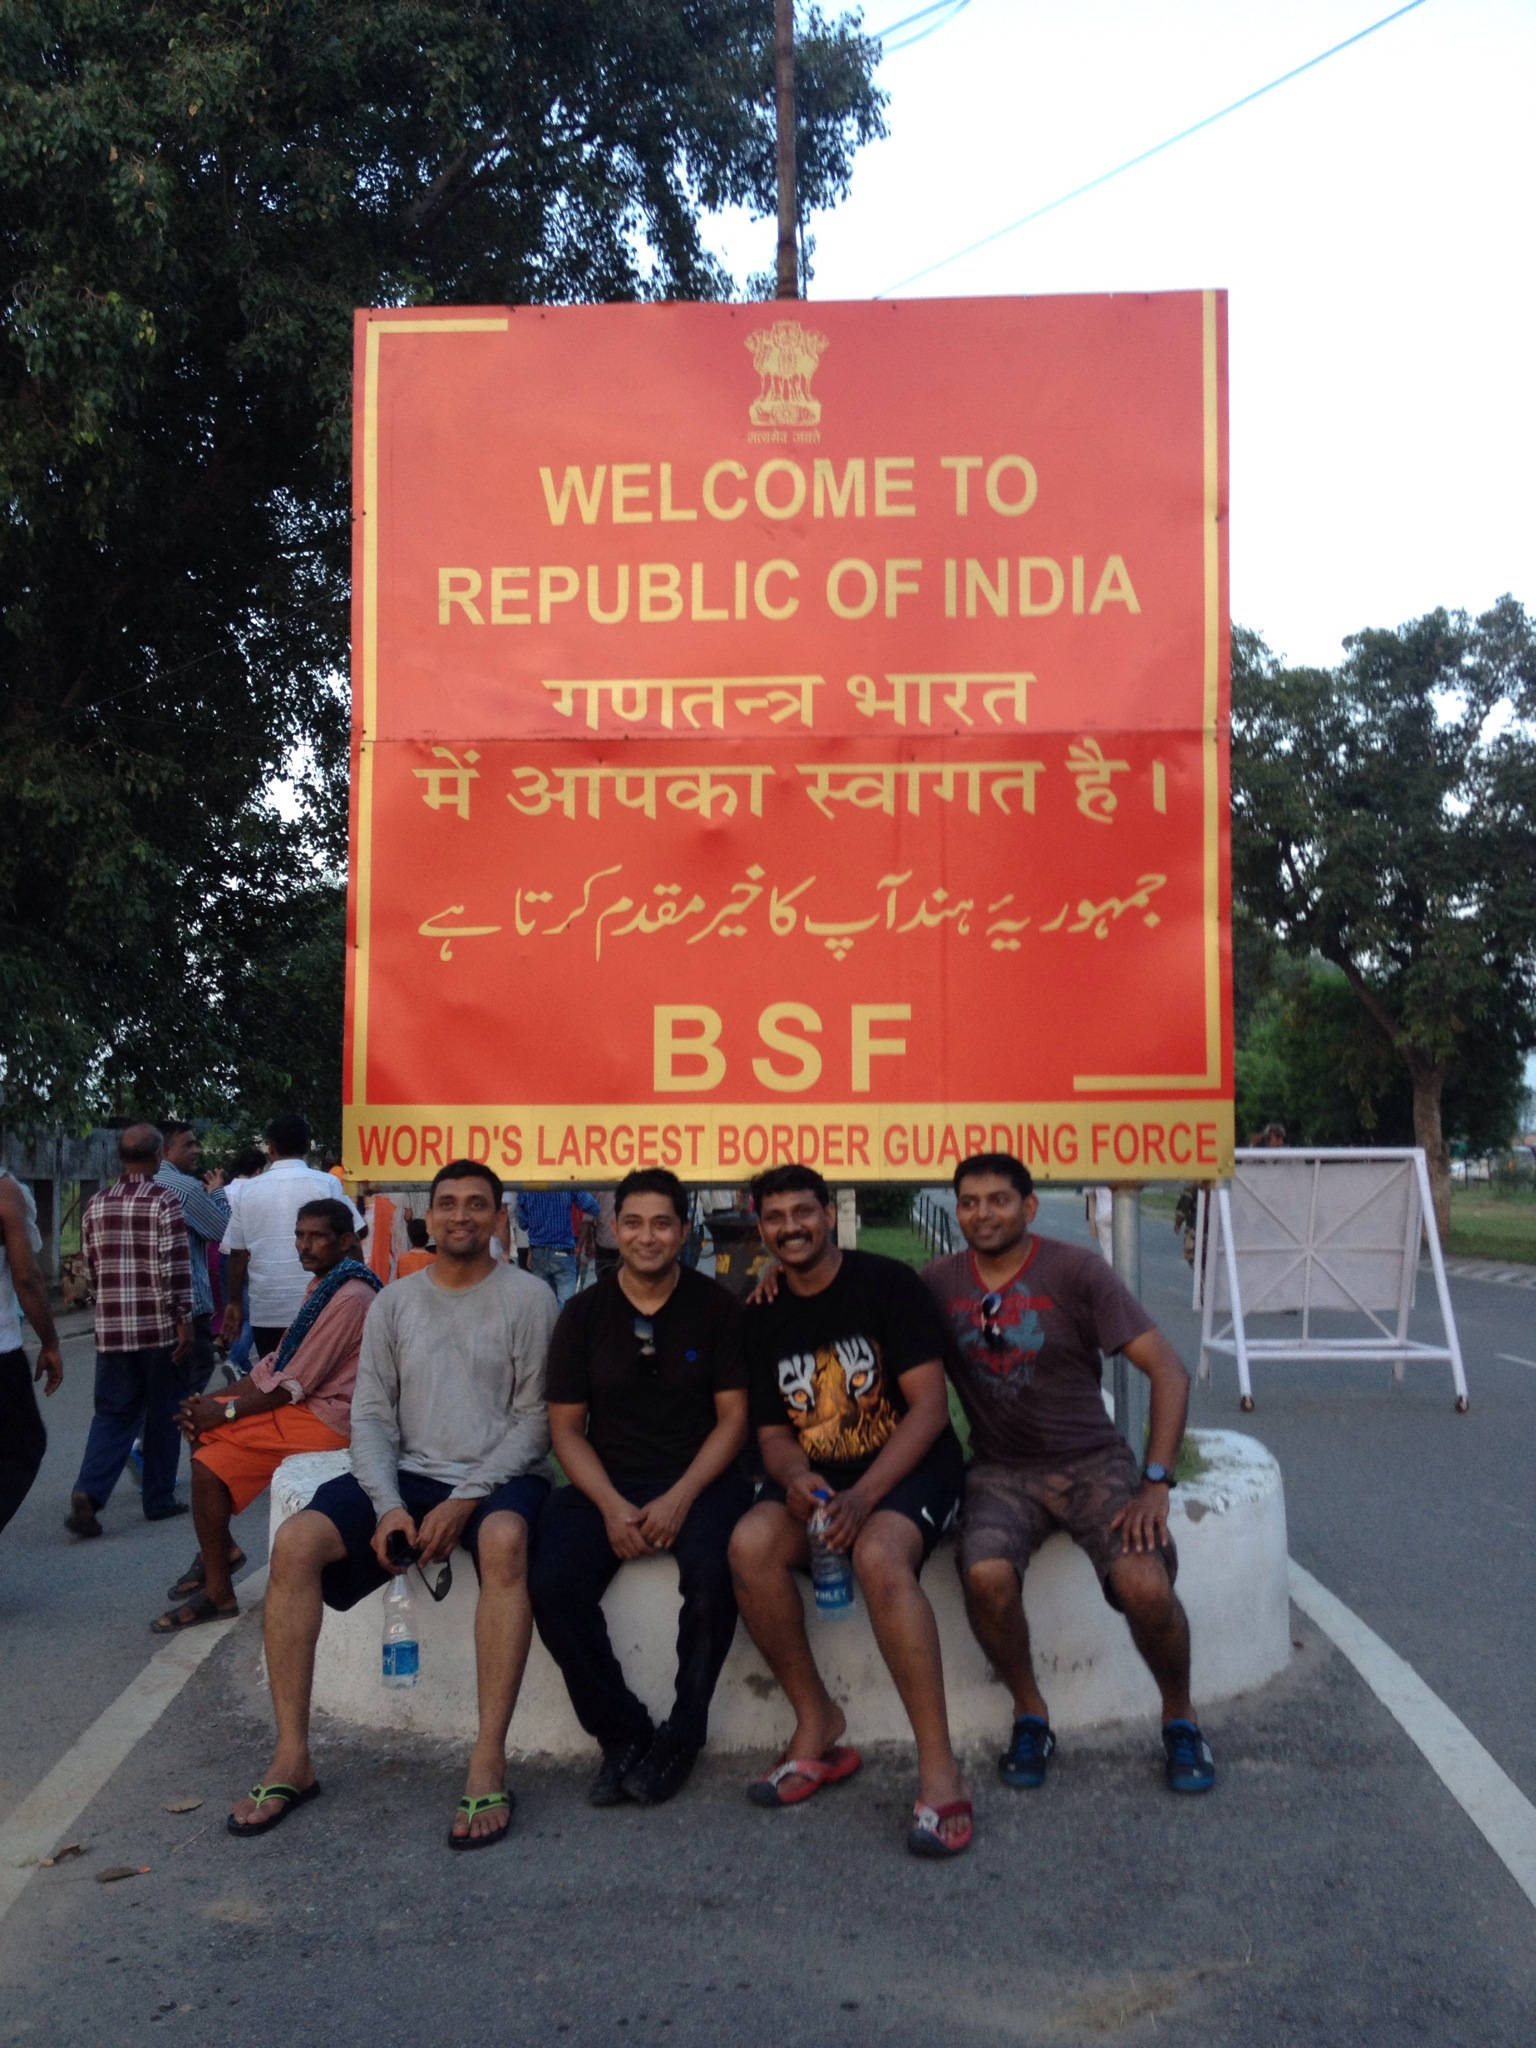 सत्यमेव जयते
WELCOME TO
REPUBLIC OF INDIA
गणतन्त्र भारत
में आपका स्वागत है।
جمہوریۂ ہند آپ کا خیر مقدم کرتا ہے
BSF
WORLD'S LARGEST BORDER GUARDING FORCE